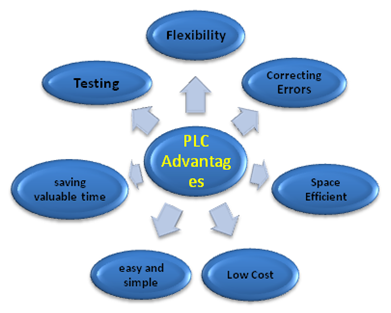 Flexibility
Testing
Correcting
Errors
PLC
Advantag
es
saving
valuable time
Space
Efficient
easy and
simple
Low Cost